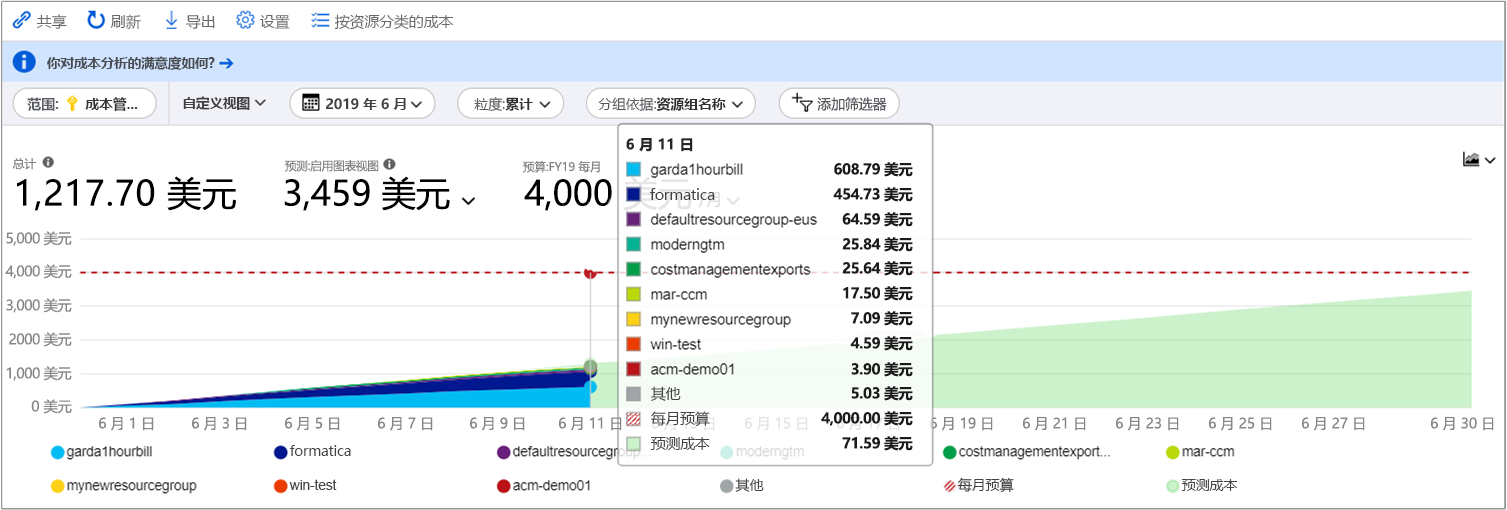 共享 刷新 导出 设置 按资源分类的成本
你对成本分析的满意度如何? →
范围: 成本管... 自定义视图 2019 年 6 月 粒度:累计 分组依据:资源组名称 添加筛选器
总计 预测:启用图表视图 预算:FY19 每月
1,217.70 美元 3,459 美元 4,000 美元 /月
6 月 11 日
garda1hourbill 608.79 美元
formatica 454.73 美元
defaultresourcegroup-eus 64.59 美元
moderngtm 25.84 美元
costmanagementexports 25.64 美元
mar-ccm 17.50 美元
mynewresourcegroup 7.09 美元
win-test 4.59 美元
acm-demo01 3.90 美元
其他 5.03 美元
每月预算 4,000.00 美元
预测成本 71.59 美元
5,000 美元
4,000 美元
3,000 美元
2000 美元
1,000 美元
0 美元
6 月 1 日 6 月 3 日 6 月 5 日 6 月 7 日 6 月 9 日 6 月 11 日 6 月 15 日 6 月 19 日 6 月 21 日 6 月 23 日 6 月 25 日 6 月 27 日 6 月 30 日
garda1hourbill formatica defaultresourcegroup... moderngtm costmanagementexport... mar-ccm
mynewresourcegroup win-test acm-demo01 其他 每月预算 预测成本